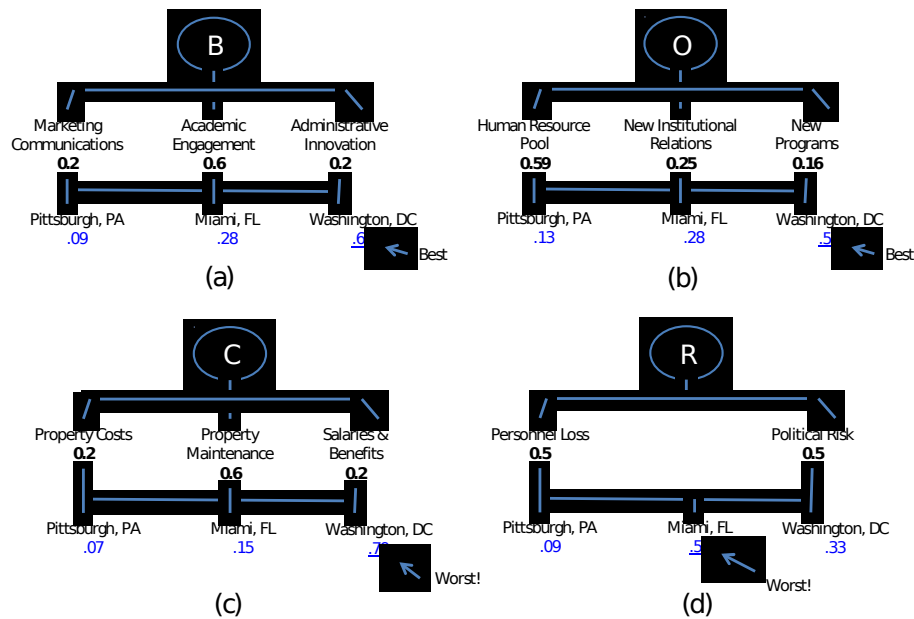 B
Marketing Communications
Academic Engagement
Administrative Innovation
0.2
0.6
0.2
Pittsburgh, PA
Miami, FL
Washington, DC
.09
.28
Best
(a)
O
Human Resource Pool
New Institutional Relations
New Programs
0.59
0.25
0.16
Pittsburgh, PA
Miami, FL
Washington, DC
.13
.28
Best
(b)
C
Property Costs
Property Maintenance
Salaries & Benefits
0.2
0.6
0.2
Pittsburgh, PA
Miami, FL
Washington, DC
.07
.15
Worst!
(c)
R
Personnel Loss
Political Risk
0.5
0.5
Pittsburgh, PA
Miami, FL
Washington, DC
.09
.33
Worst!
(d)